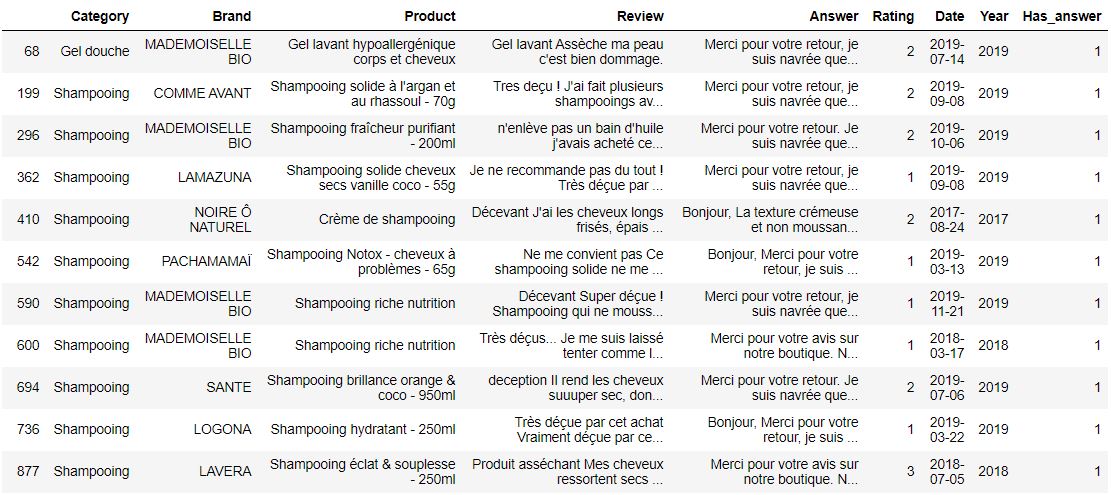 Category Brand Product Review Answer Rating Date Year Has_answer
68 Gel douche MADEMOISELLE BIO Gel lavant hypoallergénique corps et cheveux Gel lavant Assèche ma peau c'est bien dommage. Merci pour votre retour, je suis navrée que... 2 2019-07-14 2019 1
199 Shampooing COMME AVANT Shampooing solide à l'argan et au rhassoul - 70g Tres deçu ! J'ai fait plusieurs shampooings av... Merci pour votre retour, je suis navrée que... 2 2019-09-08 2019 1
296 Shampooing MADEMOISELLE BIO Shampooing fraîcheur purifiant - 200ml n'enlève pas un bain d'huile j'avais acheté ce... Merci pour votre retour. Je suis navrée que... 2 2019-10-06 2019 1
362 Shampooing LAMAZUNA Shampooing solide cheveux secs vanille coco - 55g Je ne recommande pas du tout ! Très déçue par ... Merci pour votre retour, je suis navrée que... 1 2019-09-08 2019 1
410 Shampooing NOIRE Ô NATUREL Crème de shampooing Décevant J'ai les cheveux longs frisés, épais ... Bonjour, La texture crémeuse et non moussan... 2 2017-08-24 2017 1
542 Shampooing PACHAMAMAÏ Shampooing Notox - cheveux à problèmes - 65g Ne me convient pas Ce shampooing solide ne me ... Bonjour, Merci pour votre retour, je suis ... 1 2019-03-13 2019 1
590 Shampooing MADEMOISELLE BIO Shampooing riche nutrition Décevant Super déçue ! Shampooing qui ne mouss... Merci pour votre retour, je suis navrée que... 1 2019-11-21 2019 1
600 Shampooing MADEMOISELLE BIO Shampooing riche nutrition Très déçus... Je me suis laissé tenter comme l... Merci pour votre avis sur notre boutique. N... 1 2018-03-17 2018 1
694 Shampooing SANTE Shampooing brillance orange & coco - 950ml deception Il rend les cheveux suuuper sec, don... Merci pour votre retour. Je suis navrée que... 2 2019-07-06 2019 1
736 Shampooing LOGONA Shampooing hydratant - 250ml Très déçue par cet achat Vraiment déçue par ce... Bonjour, Merci pour votre retour, je suis ... 1 2019-03-22 2019 1
877 Shampooing LAVERA Shampooing éclat & souplesse - 250ml Produit asséchant Mes cheveux ressortent secs ... Merci pour votre avis sur notre boutique. N... 3 2018-07-05 2018 1